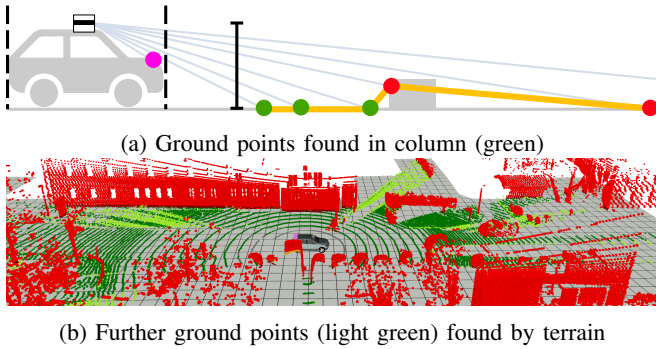 (a) Ground points found in column (green)
(b) Further ground points (light green) found by terrain